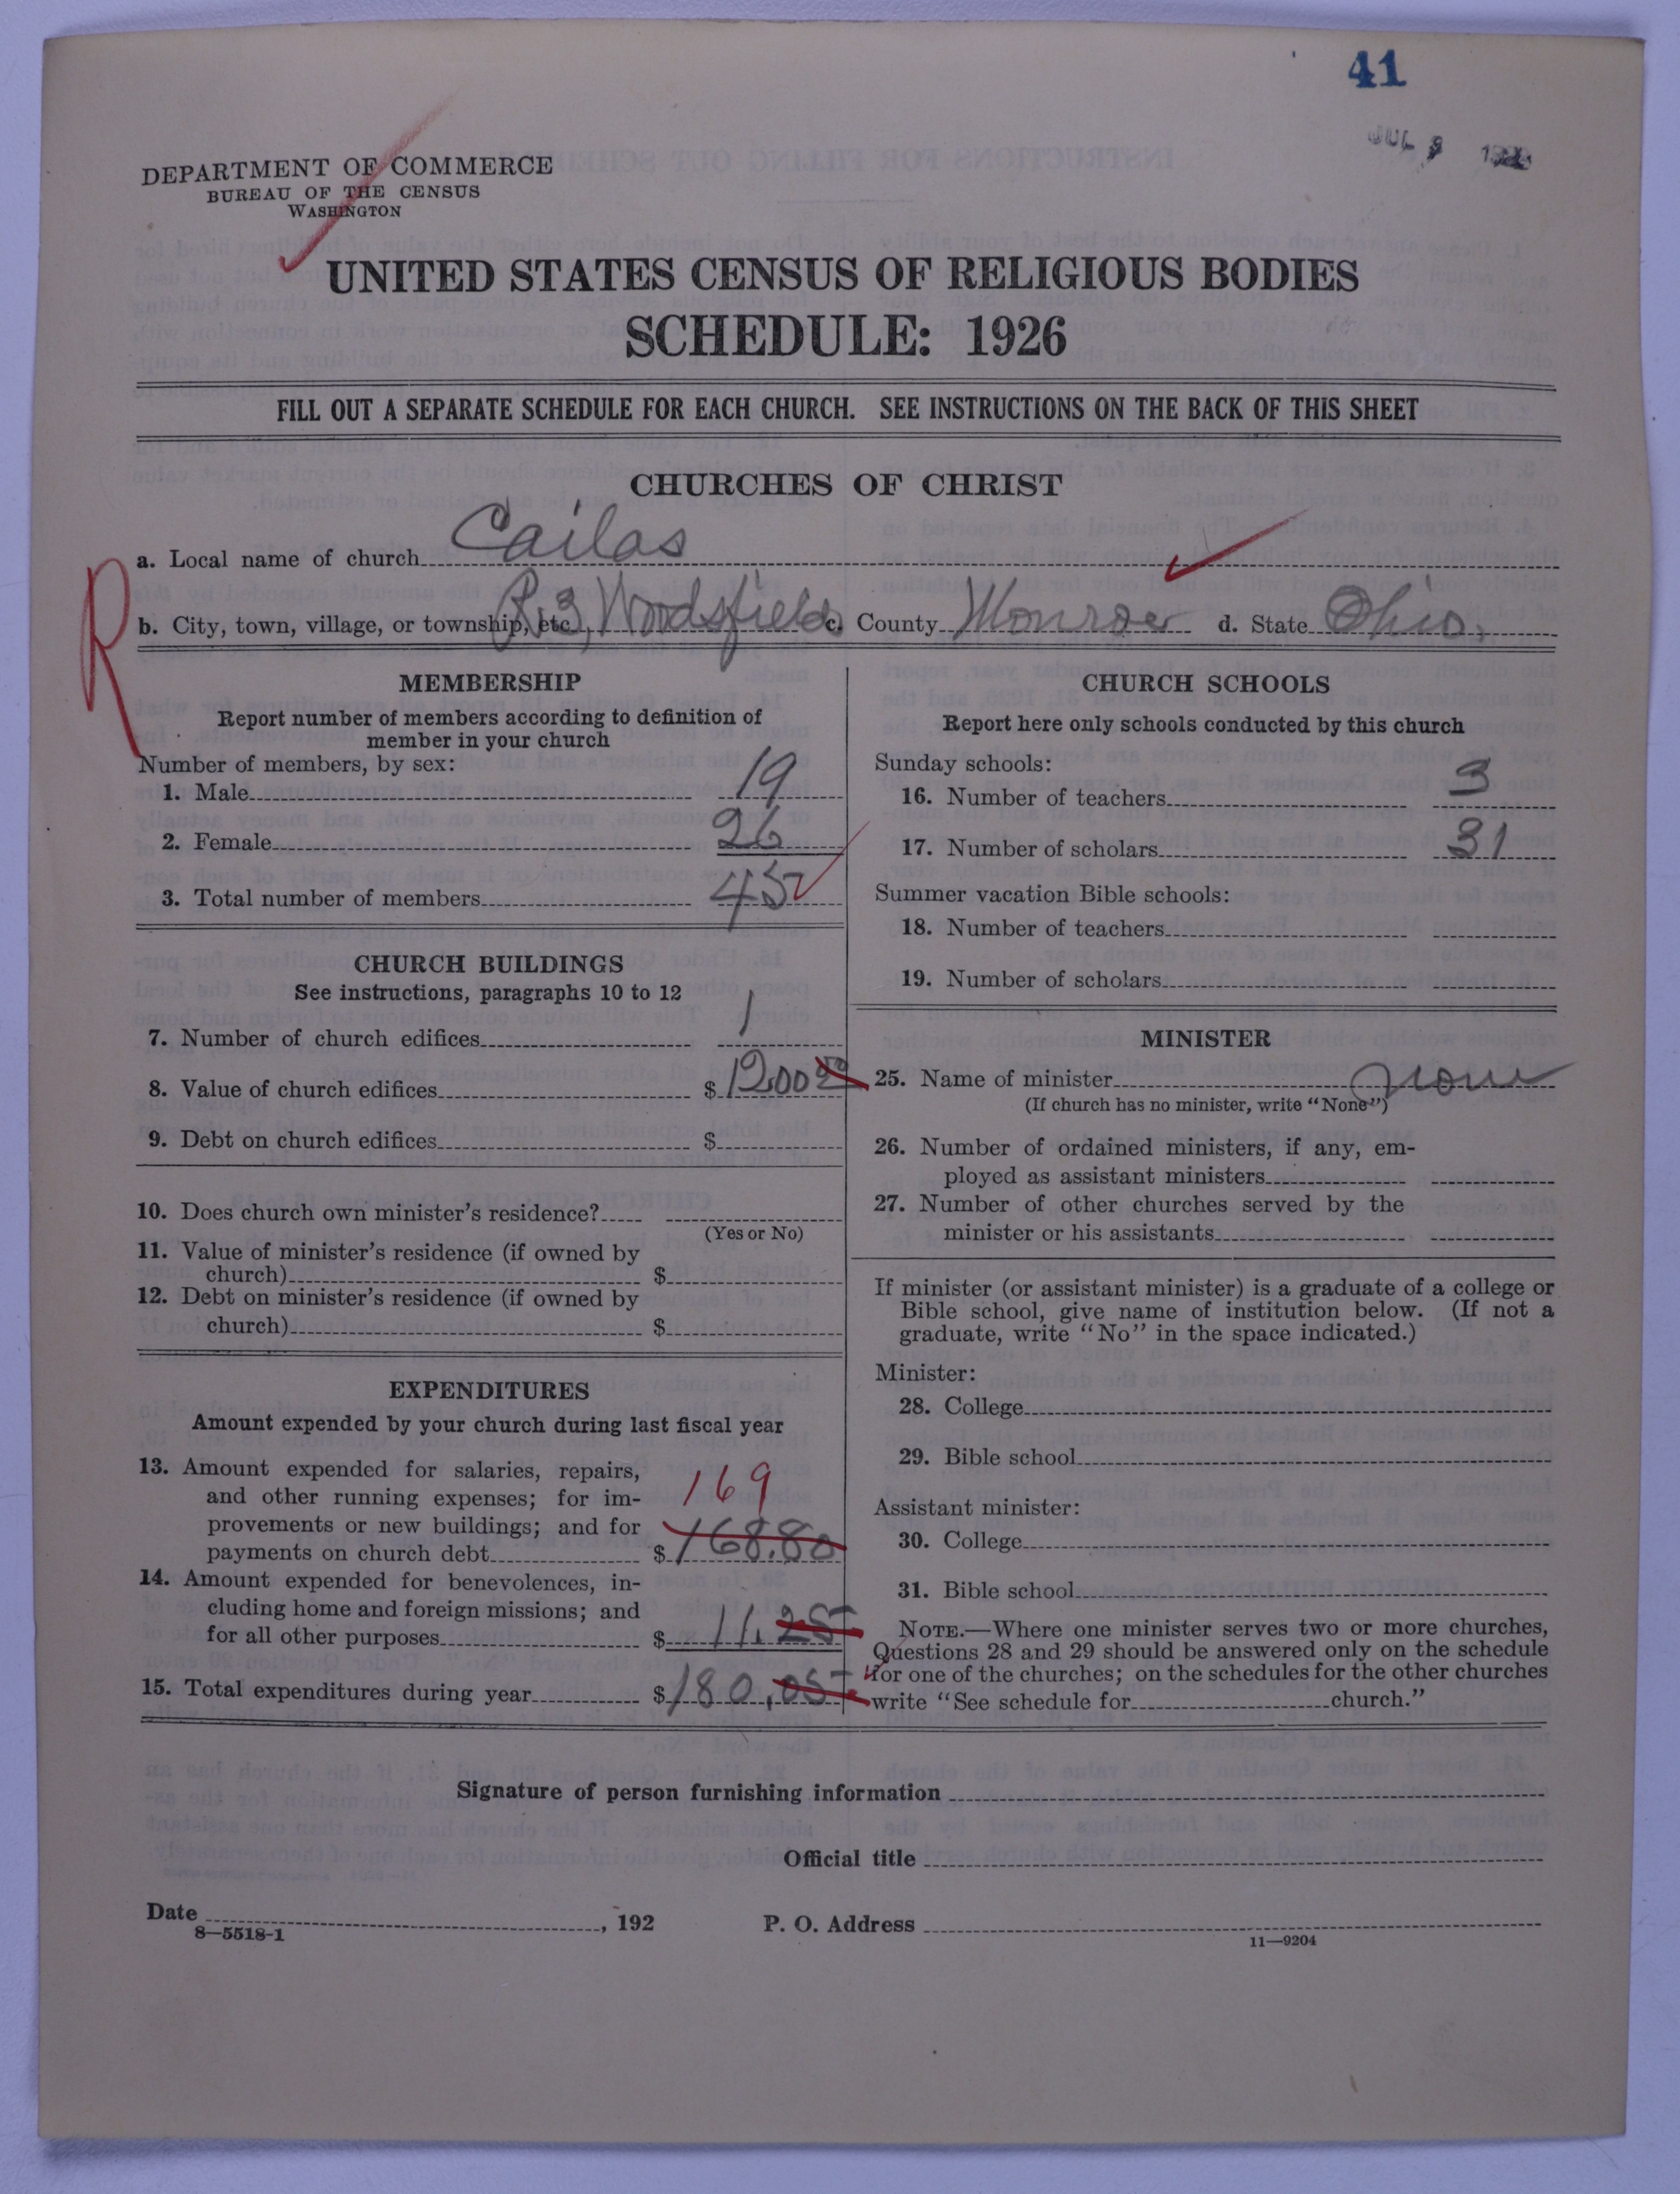 41
JUL 9
DEPARTMENT OF COMMERCE
BUREAU OF THE CENSUS
WASHINGTON
UNITED STATES CENSUS OF RELIGIOUS BODIES
SCHEDULE: 1926
FILL OUT A SEPARATE SCHEDULE FOR EACH CHURCH. SEE INSTRUCTIONS ON THE BACK OF THIS SHEET
CHURCHES OF CHRIST
a. Local name of church Cailas
R
b. City, town, village, or township, etc. R.3 Woodsfield c. County Monroe d. State Ohio.
MEMBERSHIP
Report number of members according to definition of
member in your church
Number of members, by sex:
1. Male 19
2. Female 26
3. Total number of members 45
CHURCH BUILDINGS
See instructions, paragraphs 10 to 12
7. Number of church edifices 1
8. Value of church edifices $1200 00
9. Debt on church edifices $
10. Does church own minister's residence?
(Yes or No)
11. Value of minister's residence (if owned by
church) $
12. Debt on minister's residence (if owned by
church) $
EXPENDITURES
Amount expended by your church during last fiscal year
13. Amount expended for salaries, repairs,
and other running expenses; for im- 169
provements or new buildings; and for
payments on church debt $168.80
14. Amount expended for benevolences, in-
cluding home and foreign missions; and
for all other purposes $11.25
15. Total expenditures during year $180.05
CHURCH SCHOOLS
Report here only schools conducted by this church
Sunday schools:
16. Number of teachers 3
17. Number of scholars 31
Summer vacation Bible schools:
18. Number of teachers
19. Number of scholars
MINISTER
25. Name of minister None
(If church has no minister, write "None")
26. Number of ordained ministers, if any, em-
ployed as assistant ministers
27. Number of other churches served by the
minister or his assistants
If minister (or assistant minister) is a graduate of a college or
Bible school, give name of institution below. (If not a
graduate, write "No" in the space indicated.)
Minister:
28. College
29. Bible school
Assistant minister:
30. College
31. Bible school
NOTE.—Where one minister serves two or more churches,
Questions 28 and 29 should be answered only on the schedule
for one of the churches; on the schedules for the other churches
write "See schedule for church."
Signature of person furnishing information
Official title
Date , 192 P. O. Address
8—5518-1 11—9204